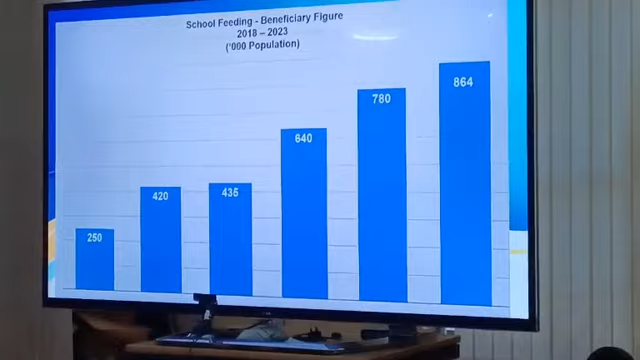 School Feeding - Beneficiary Figure
2018 – 2023
('000 Population)
250
420
435
640
780
864